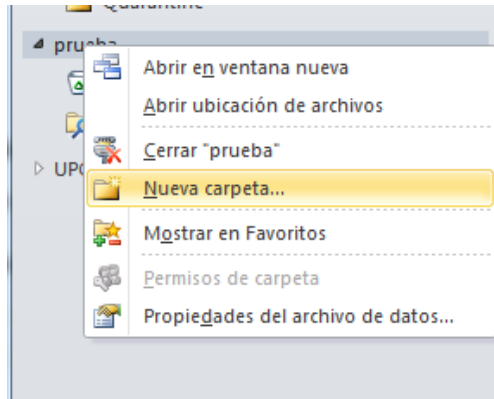 Quarantine
prueba
Abrir en ventana nueva
Abrir ubicación de archivos
Cerrar "prueba"
UPC
Nueva carpeta...
Mostrar en Favoritos
Permisos de carpeta
Propiedades del archivo de datos...